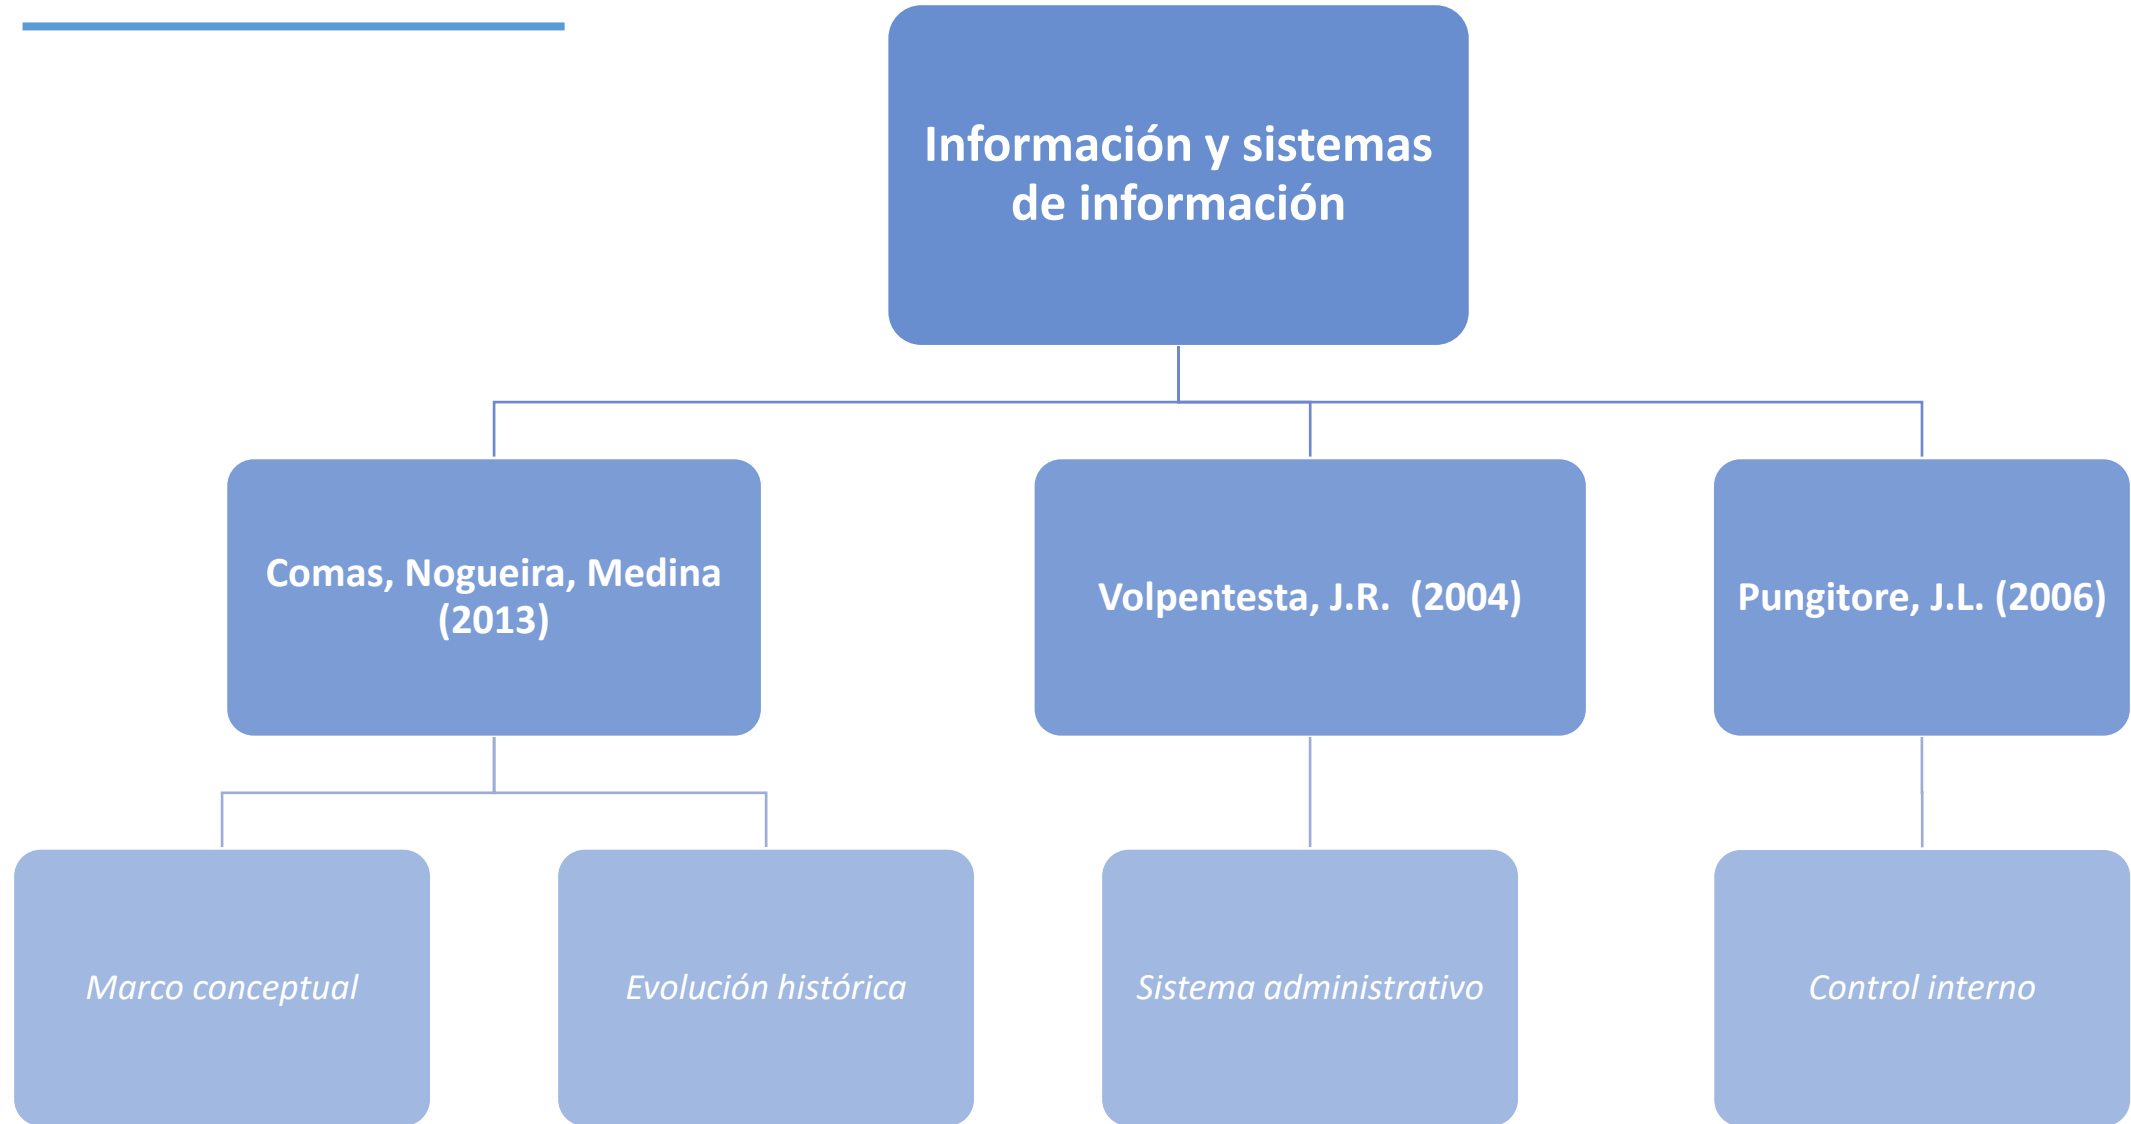 Información y sistemas
de información
Comas, Nogueira, Medina
(2013)
Volpentesta, J.R.  (2004)
Pungitore, J.L. (2006)
Marco conceptual
Evolución histórica
Sistema administrativo
Control interno